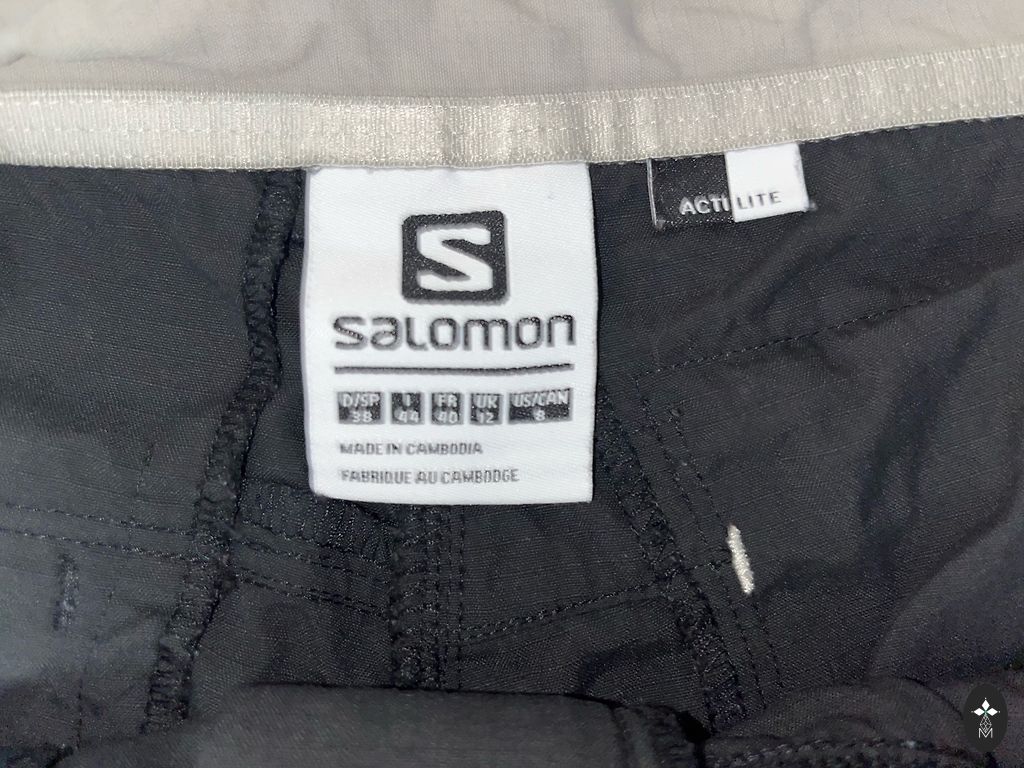 S
salomon
D/SP I FR UK US/CAN
38 44 40 12 8
MADE IN CAMBODIA
FABRIQUE AU CAMBODGE
ACTILITE
M